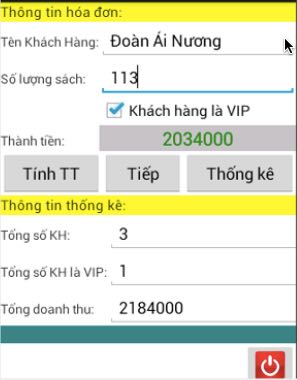 Thông tin hóa đơn:
Tên Khách Hàng: Đoàn Ái Nương
Số lượng sách: 113
Khách hàng là VIP
Thành tiền: 2034000
Tính TT Tiếp Thống kê
Thông tin thống kê:
Tổng số KH: 3
Tổng số KH là VIP: 1
Tổng doanh thu: 2184000